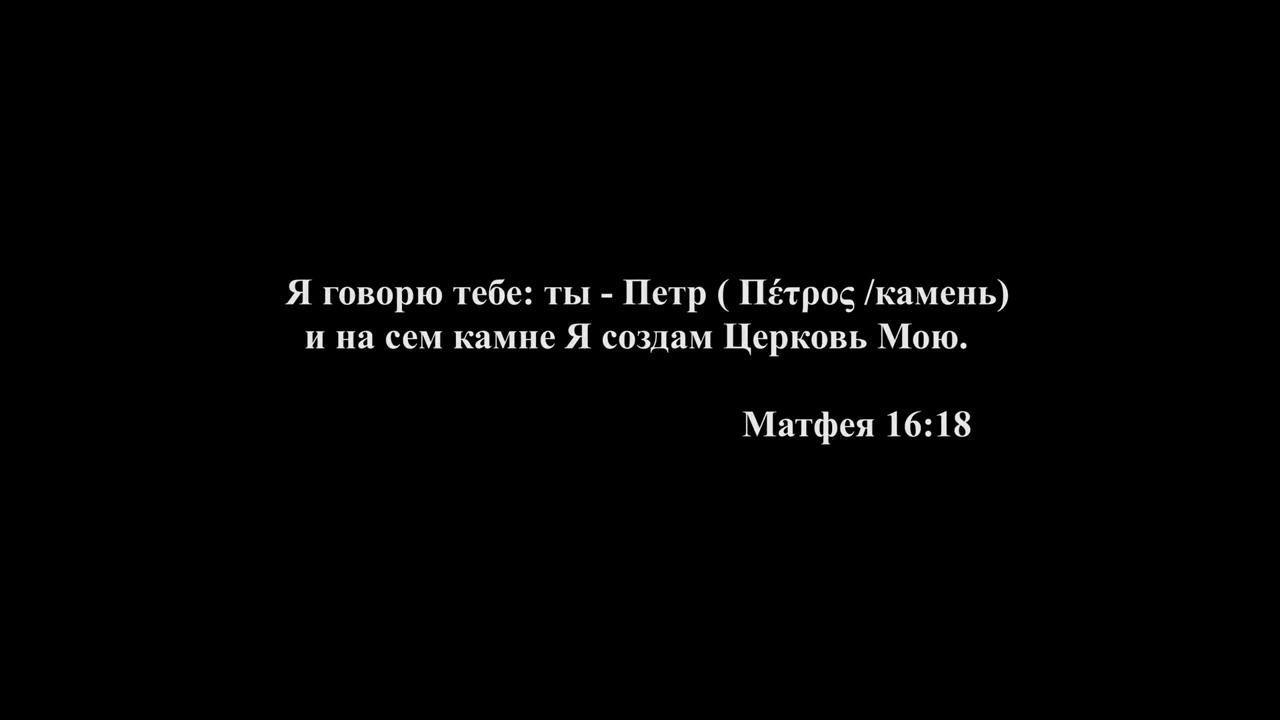 Я говорю тебе: ты - Петр ( Πέτρος /камень)
и на сем камне Я создам Церковь Мою.
Матфея 16:18